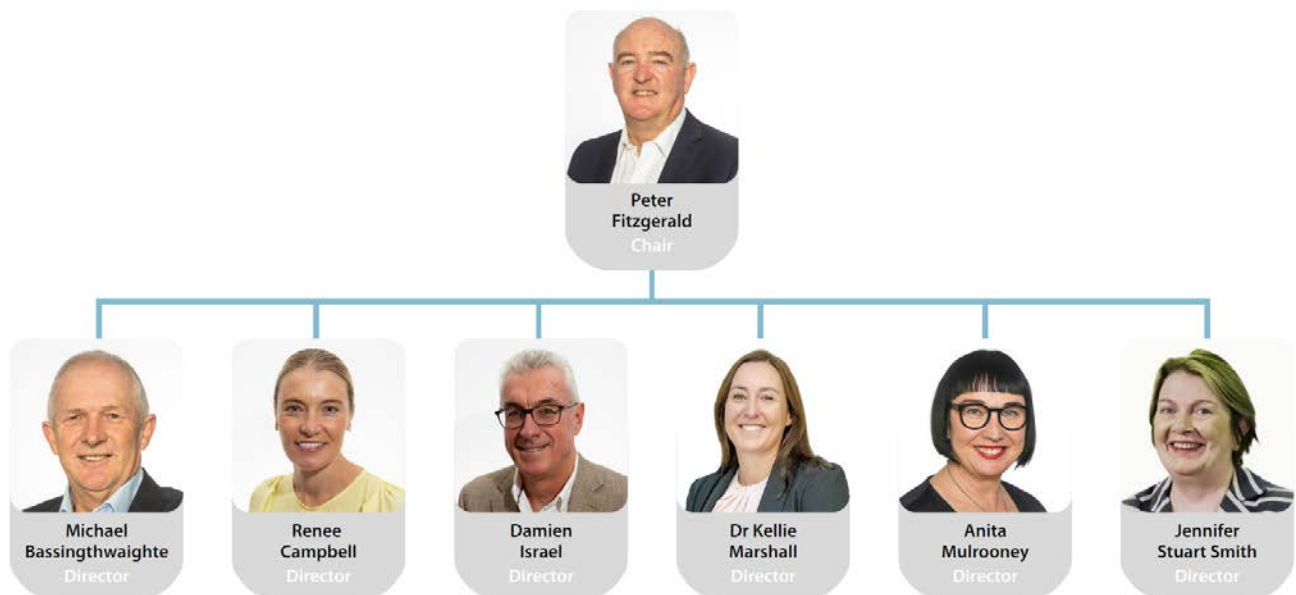 Peter
Fitzgerald
Chair
Michael
Bassingthwaighte
Director
Renee
Campbell
Director
Damien
Israel
Director
Dr Kellie
Marshall
Director
Anita
Mulrooney
Director
Jennifer
Stuart Smith
Director